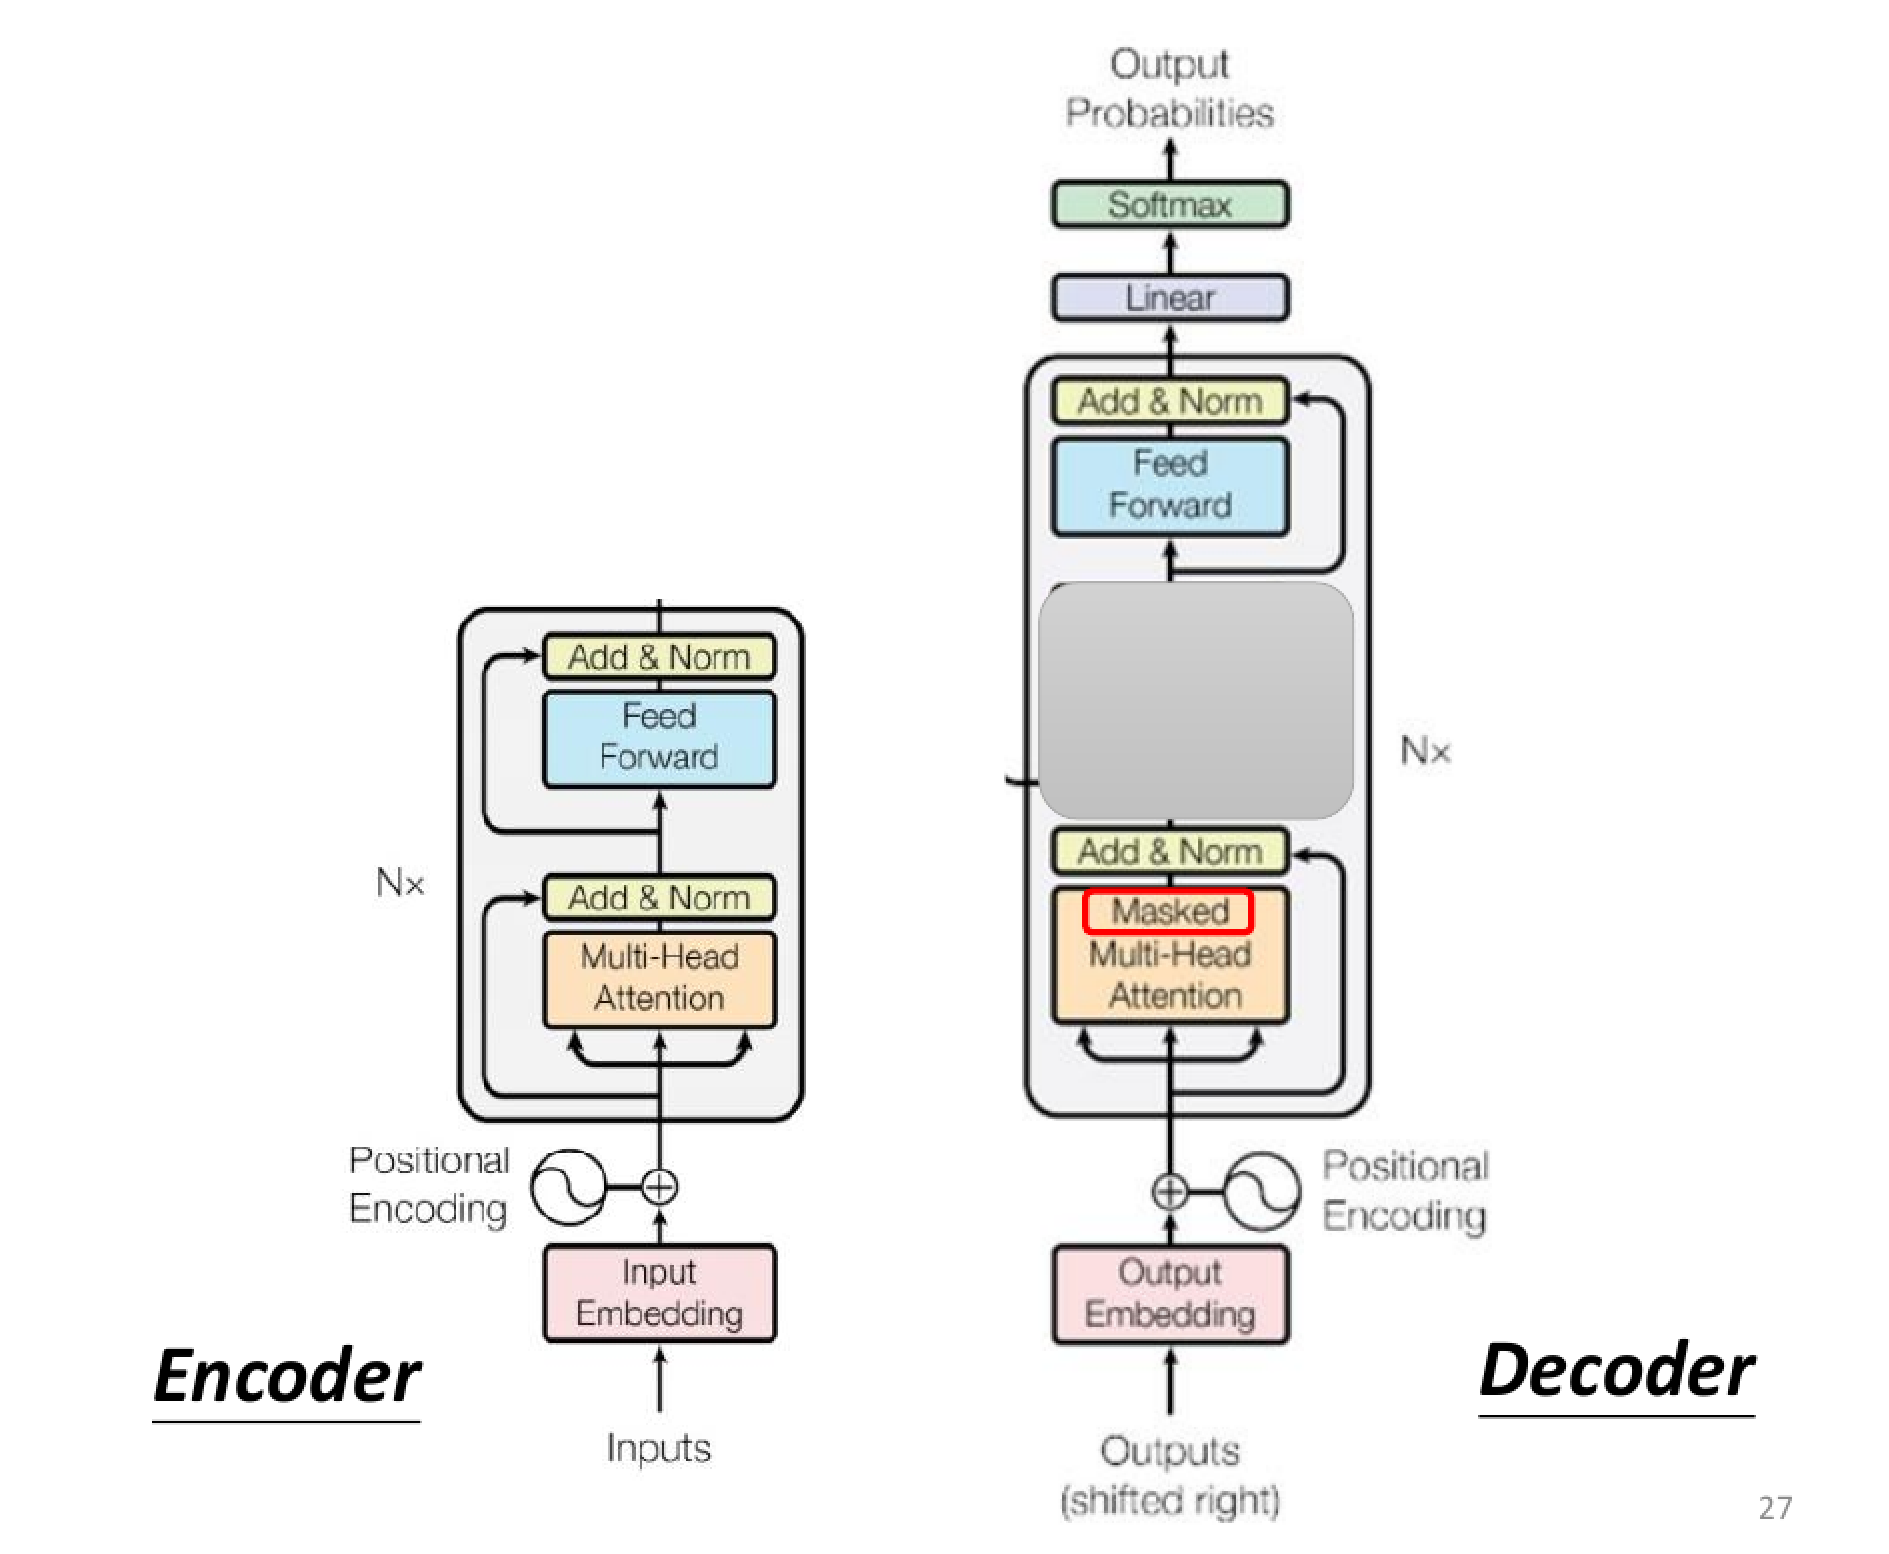 Add & Norm
Feed
Forward
Nx
Add & Norm
Multi-Head
Attention
Positional
Encoding
Input
Embedding
Encoder
Inputs
Output
Probabilities
Softmax
Linear
Add & Norm
Feed
Forward
Nx
Add & Norm
Masked
Multi-Head
Attention
Positional
Encoding
Output
Embedding
Decoder
Outputs
(shifted right)
27